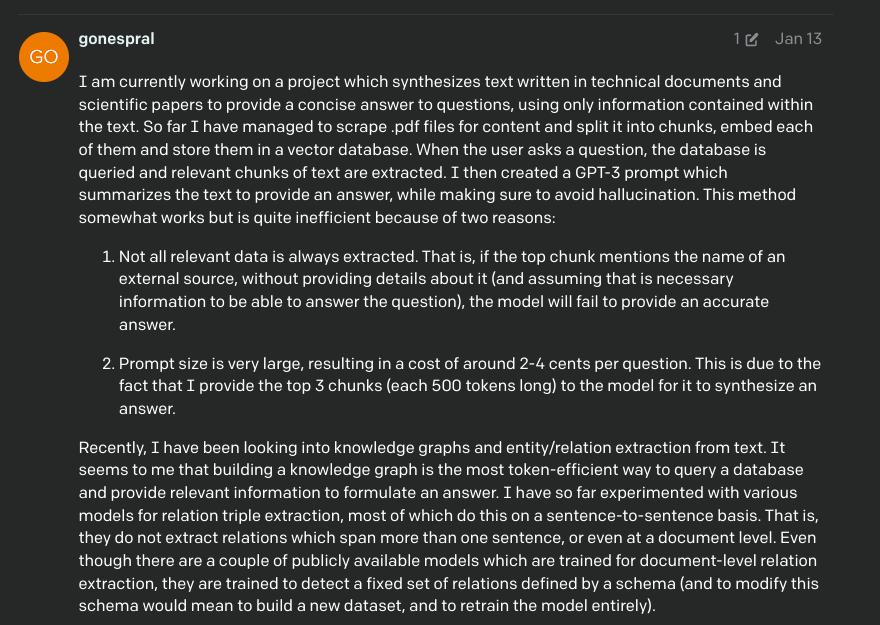 GO
gonespral
1
Jan 13
I am currently working on a project which synthesizes text written in technical documents and
scientific papers to provide a concise answer to questions, using only information contained within
the text. So far I have managed to scrape .pdf files for content and split it into chunks, embed each
of them and store them in a vector database. When the user asks a question, the database is
queried and relevant chunks of text are extracted. I then created a GPT-3 prompt which
summarizes the text to provide an answer, while making sure to avoid hallucination. This method
somewhat works but is quite inefficient because of two reasons:
1. Not all relevant data is always extracted. That is, if the top chunk mentions the name of an
external source, without providing details about it (and assuming that is necessary
information to be able to answer the question), the model will fail to provide an accurate
answer.
2. Prompt size is very large, resulting in a cost of around 2-4 cents per question. This is due to the
fact that I provide the top 3 chunks (each 500 tokens long) to the model for it to synthesize an
answer.
Recently, I have been looking into knowledge graphs and entity/relation extraction from text. It
seems to me that building a knowledge graph is the most token-efficient way to query a database
and provide relevant information to formulate an answer. I have so far experimented with various
models for relation triple extraction, most of which do this on a sentence-to-sentence basis. That is,
they do not extract relations which span more than one sentence, or even at a document level. Even
though there are a couple of publicly available models which are trained for document-level relation
extraction, they are trained to detect a fixed set of relations defined by a schema (and to modify this
schema would mean to build a new dataset, and to retrain the model entirely).